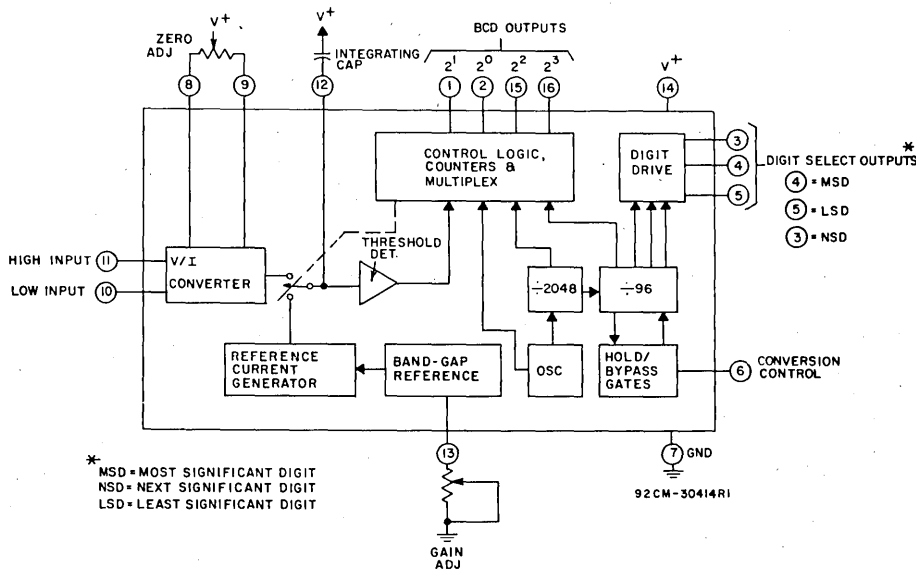 V+
ZERO
ADJ
8
9
V+
INTEGRATING
CAP
12
BCD OUTPUTS
2¹ 2⁰ 2² 2³
1 2 15 16
V+
14
CONTROL LOGIC,
COUNTERS &
MULTIPLEX
DIGIT
DRIVE
3
4
5
DIGIT SELECT OUTPUTS*
4 = MSD
5 = LSD
3 = NSD
HIGH INPUT 11
LOW INPUT 10
V/I
CONVERTER
THRESHOLD
DET.
÷2048
÷96
REFERENCE
CURRENT
GENERATOR
BAND-GAP
REFERENCE
OSC
HOLD/
BYPASS
GATES
6 CONVERSION
CONTROL
13
7 GND
GAIN
ADJ
*
MSD = MOST SIGNIFICANT DIGIT
NSD = NEXT SIGNIFICANT DIGIT
LSD = LEAST SIGNIFICANT DIGIT
92CM-30414R1